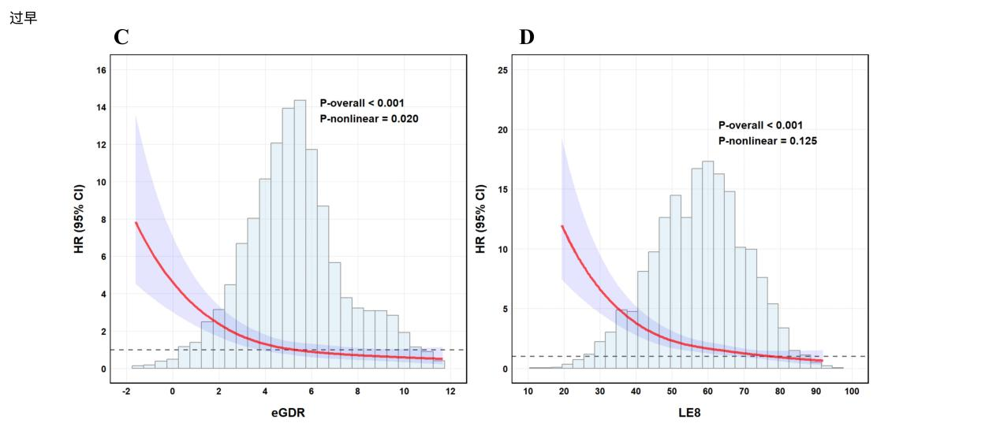 过早
C
D
16
14
12
10
8
6
4
2
0
HR (95% CI)
P-overall < 0.001
P-nonlinear = 0.020
-2 0 2 4 6 8 10 12
eGDR
25
20
15
10
5
0
HR (95% CI)
P-overall < 0.001
P-nonlinear = 0.125
10 20 30 40 50 60 70 80 90 100
LE8